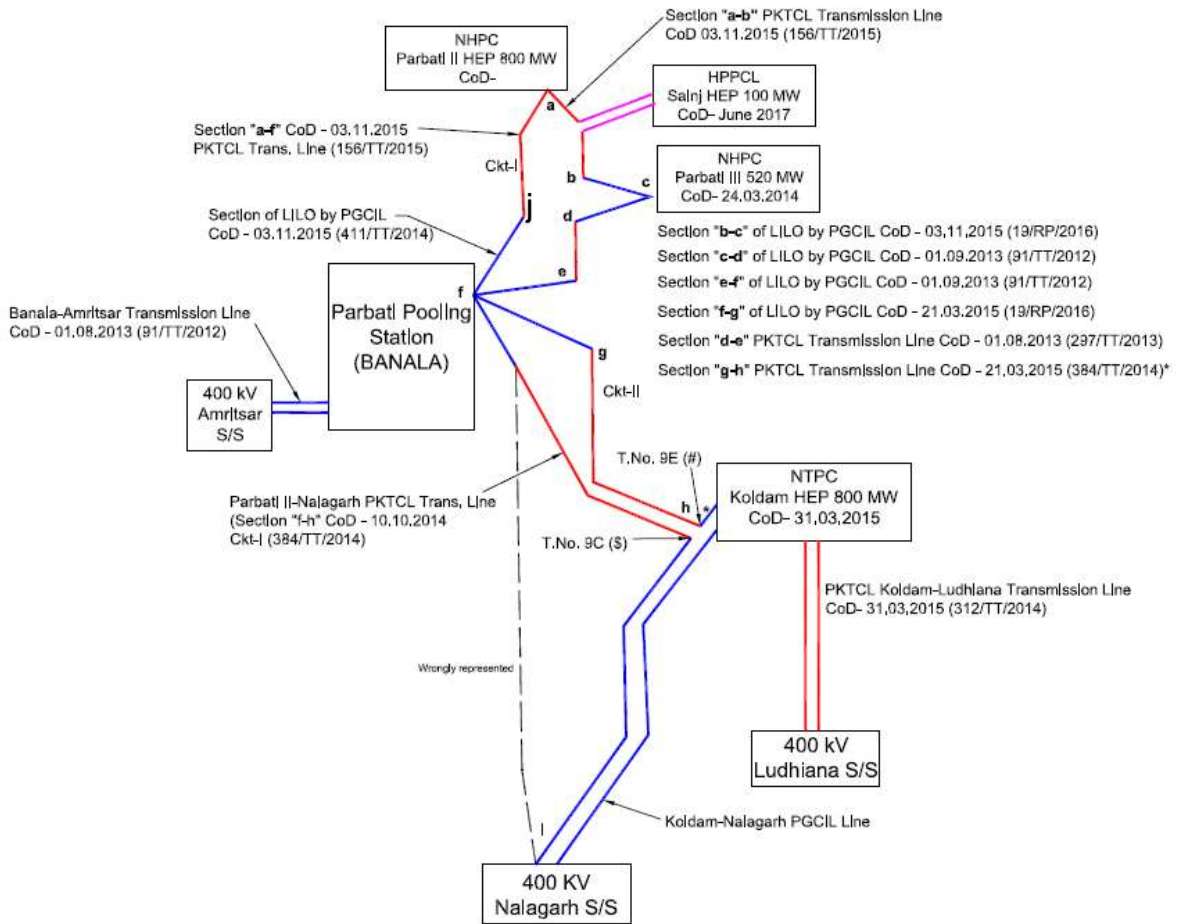 Section "a-b" PKTCL Transmission Line
CoD 03.11.2015 (156/TT/2015)
NHPC
Parbati II HEP 800 MW
CoD-
a
HPPCL
Sainj HEP 100 MW
CoD- June 2017
Section "a-f" CoD - 03.11.2015
PKTCL Trans. Line (156/TT/2015)
Ckt-I
b
c
NHPC
Parbati III 520 MW
CoD- 24.03.2014
j
d
Section of LILO by PGCIL
CoD - 03.11.2015 (411/TT/2014)
Section "b-c" of LILO by PGCIL CoD - 03.11.2015 (19/RP/2016)
Section "c-d" of LILO by PGCIL CoD - 01.09.2013 (91/TT/2012)
e
Section "e-f" of LILO by PGCIL CoD - 01.09.2013 (91/TT/2012)
f
Parbati Pooling
Station
(BANALA)
Banala-Amritsar Transmission Line
CoD - 01.08.2013 (91/TT/2012)
Section "f-g" of LILO by PGCIL CoD - 21.03.2015 (19/RP/2016)
Section "d-e" PKTCL Transmission Line CoD - 01.08.2013 (297/TT/2013)
g
Section "g-h" PKTCL Transmission Line CoD - 21.03.2015 (384/TT/2014)*
Ckt-II
400 kV
Amritsar
S/S
T.No. 9E (#)
Parbati II-Nalagarh PKTCL Trans. Line
(Section "f-h" CoD - 10.10.2014
Ckt-I (384/TT/2014)
h *
NTPC
Koldam HEP 800 MW
CoD- 31.03.2015
T.No. 9C ($)
PKTCL Koldam-Ludhiana Transmission Line
CoD- 31.03.2015 (312/TT/2014)
Wrongly represented
400 kV
Ludhiana S/S
Koldam-Nalagarh PGCIL Line
i
400 KV
Nalagarh S/S